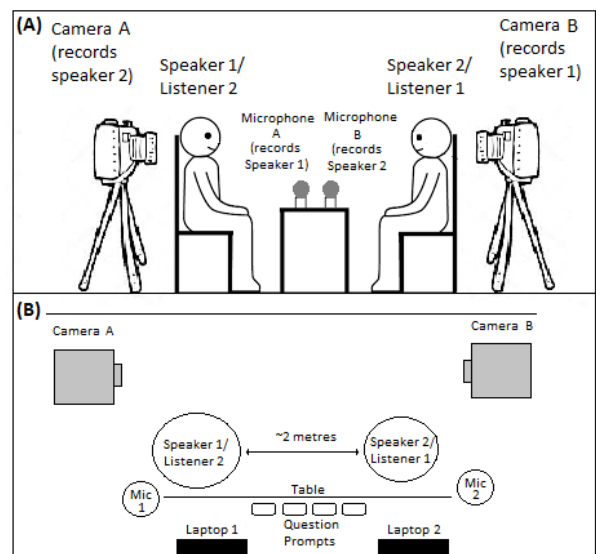 (A)
Camera A
(records
speaker 2)
Speaker 1/
Listener 2
Microphone
A
(records
Speaker 1)
Microphone
B
(records
Speaker 2
Speaker 2/
Listener 1
Camera
B
(records
speaker 1)
(B)
Camera A
Camera B
Speaker 1/
Listener 2
~2 metres
Speaker 2/
Listener 1
Mic
1
Table
Mic
2
Question
Prompts
Laptop 1
Laptop 2